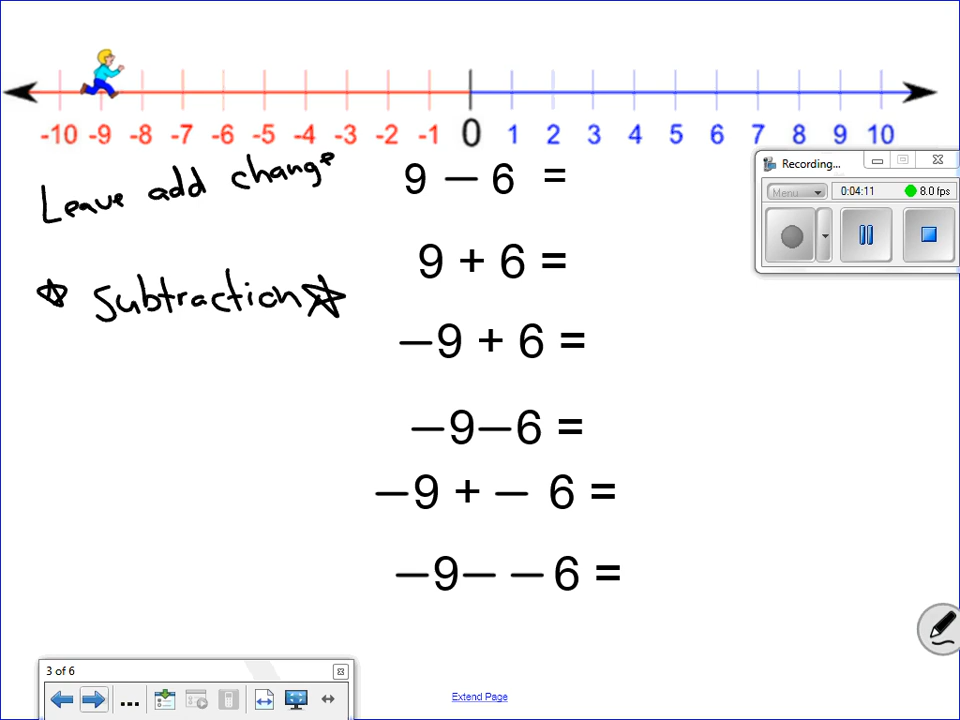 -10 -9 -8 -7 -6 -5 -4 -3 -2 -1 0 1 2 3 4 5 6 7 8 9 10
Leave add change
9 – 6 =
Recording...
Menu 0:04:11 8.0 fps
9 + 6 =
☆ subtraction ☆
–9 + 6 =
–9–6 =
–9 + – 6 =
–9– –6 =
3 of 6
...
Extend Page